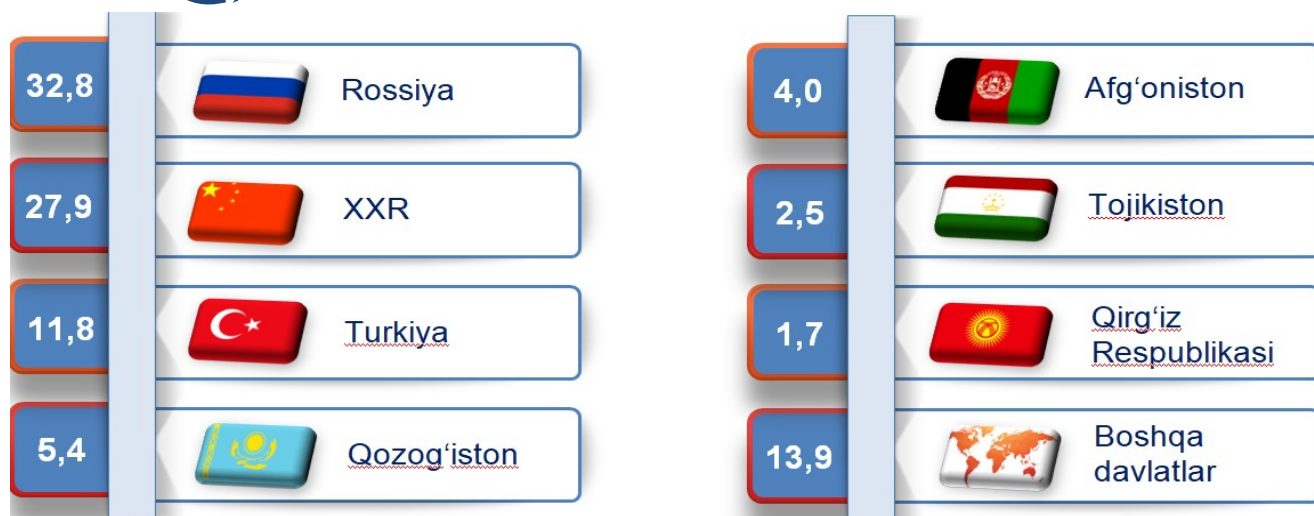 32,8 Rossiya
27,9 XXR
11,8 Turkiya
5,4 Qozog‘iston
4,0 Afg‘oniston
2,5 Tojikiston
1,7 Qirg‘iz
Respublikasi
13,9 Boshqa
davlatlar